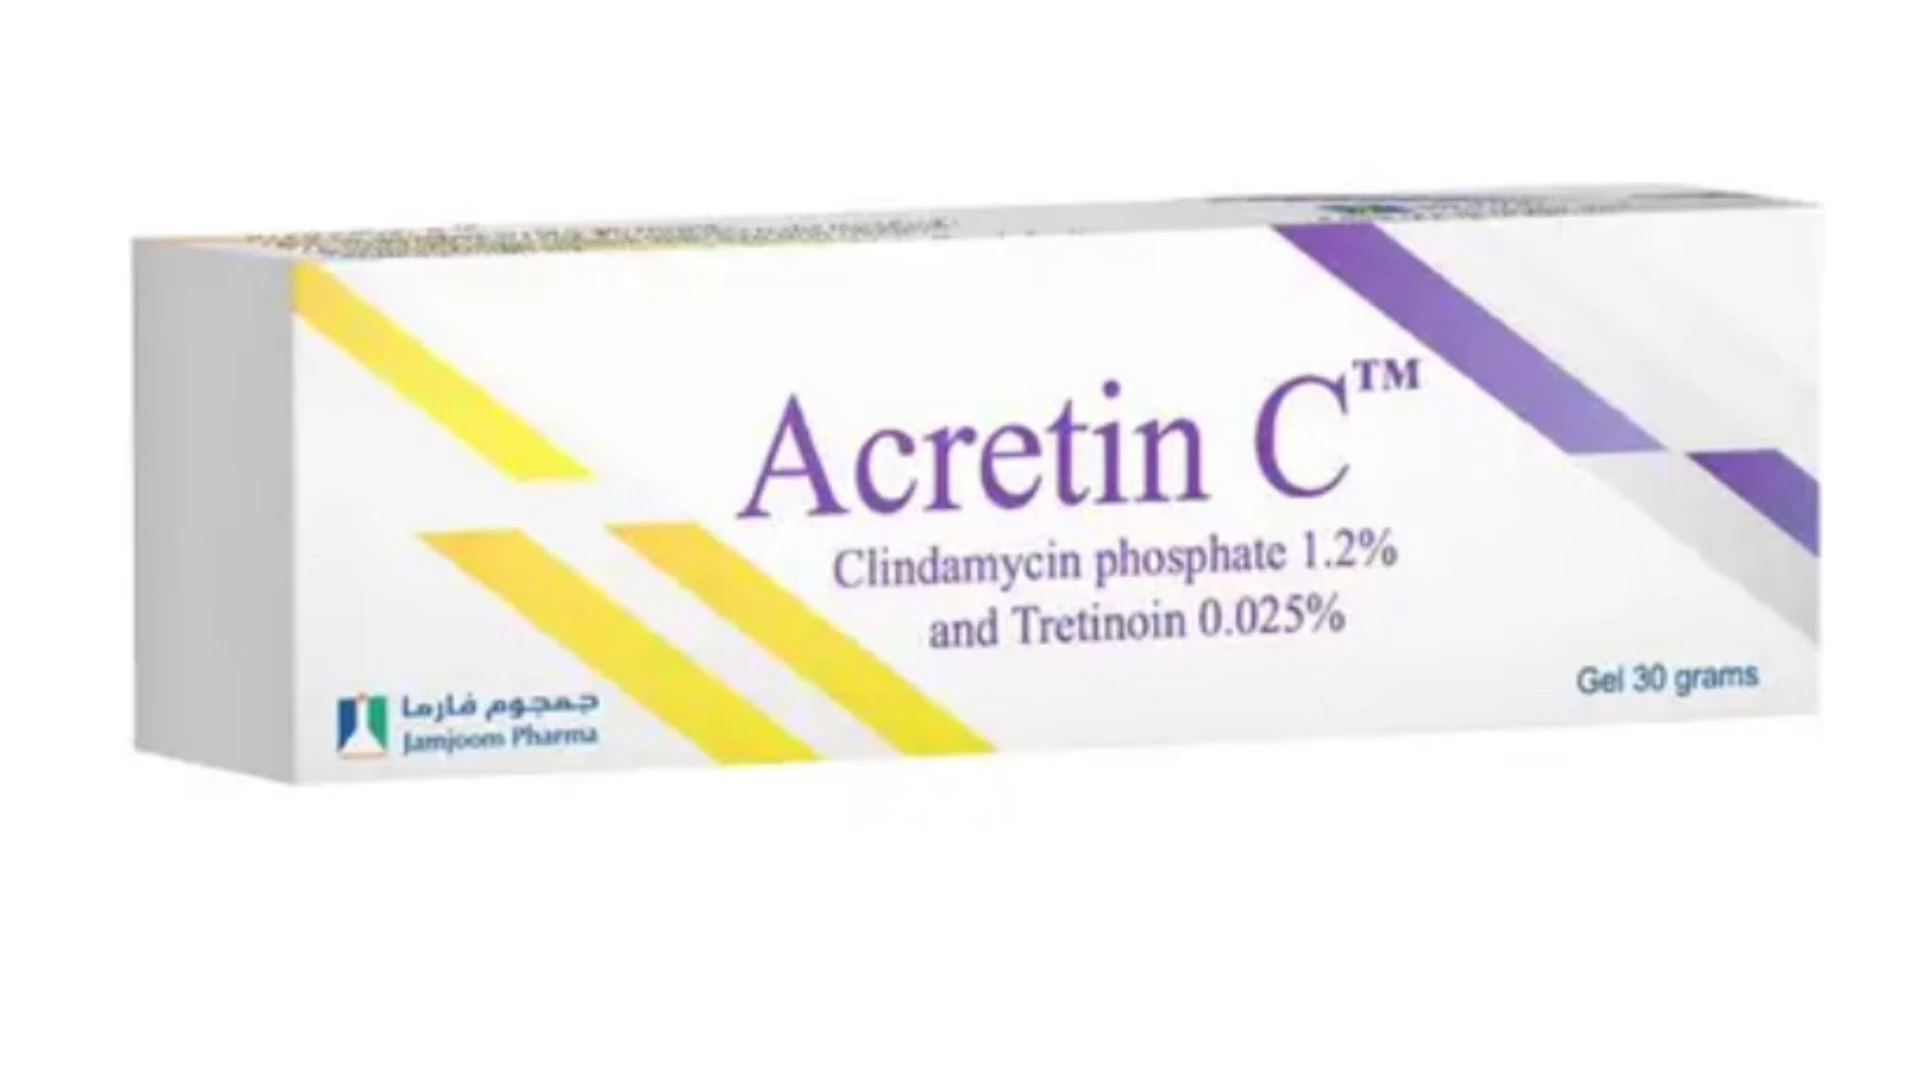 Acretin C™
Clindamycin phosphate 1.2%
and Tretinoin 0.025%
Gel 30 grams
جمجوم فارما
Jamjoom Pharma